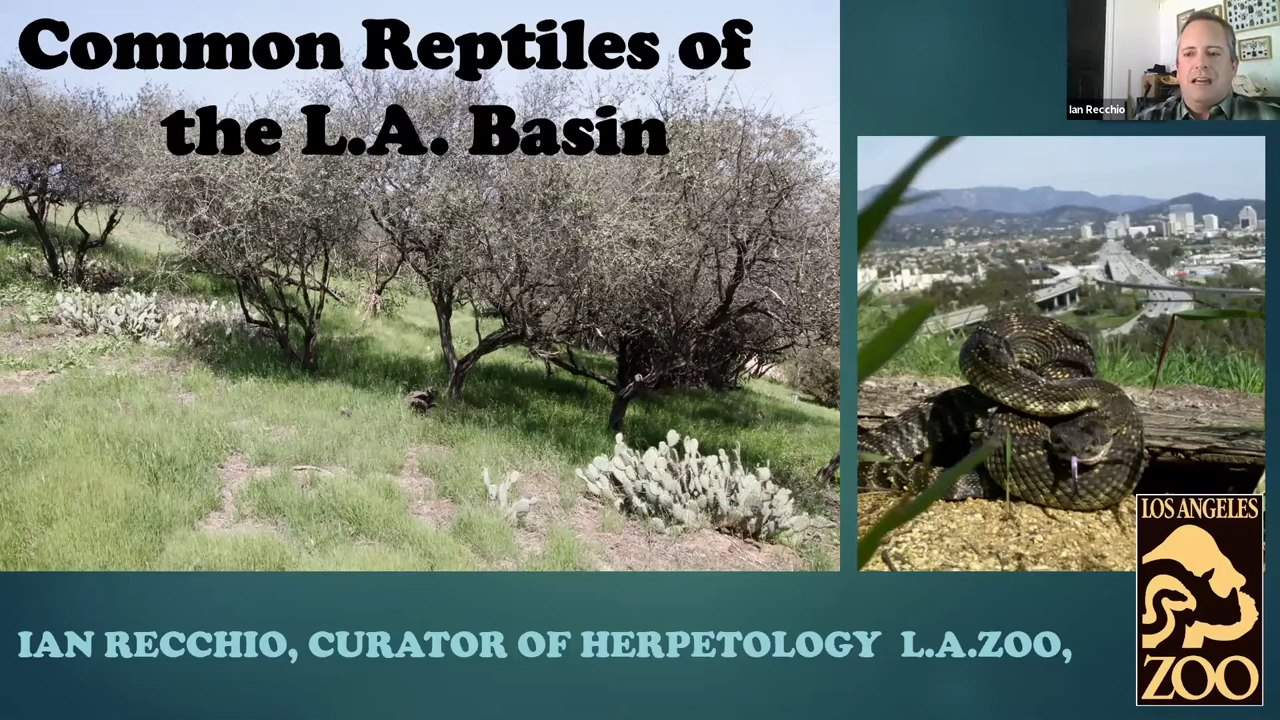 Common Reptiles of
the L.A. Basin
Ian Recchio
LOS ANGELES
ZOO
IAN RECCHIO, CURATOR OF HERPETOLOGY L.A.ZOO,